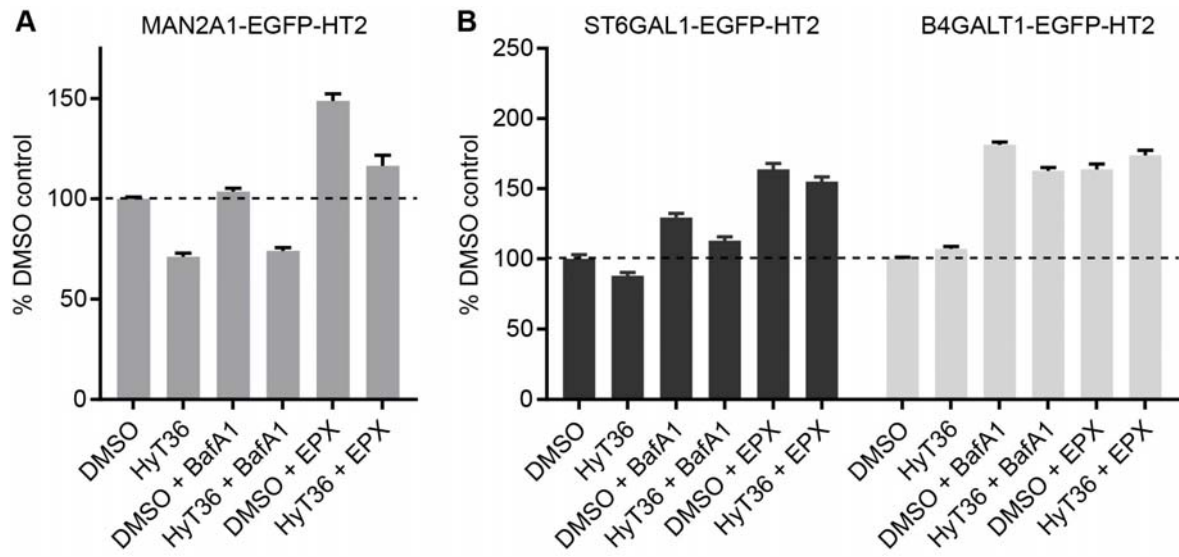 A
MAN2A1-EGFP-HT2
% DMSO control
150
100
50
0
DMSO
HyT36
DMSO + BafA1
HyT36 + BafA1
DMSO + EPX
HyT36 + EPX
B
ST6GAL1-EGFP-HT2
B4GALT1-EGFP-HT2
% DMSO control
250
200
150
100
50
0
DMSO
HyT36
DMSO + BafA1
HyT36 + BafA1
DMSO + EPX
HyT36 + EPX
DMSO
HyT36
DMSO + BafA1
HyT36 + BafA1
DMSO + EPX
HyT36 + EPX